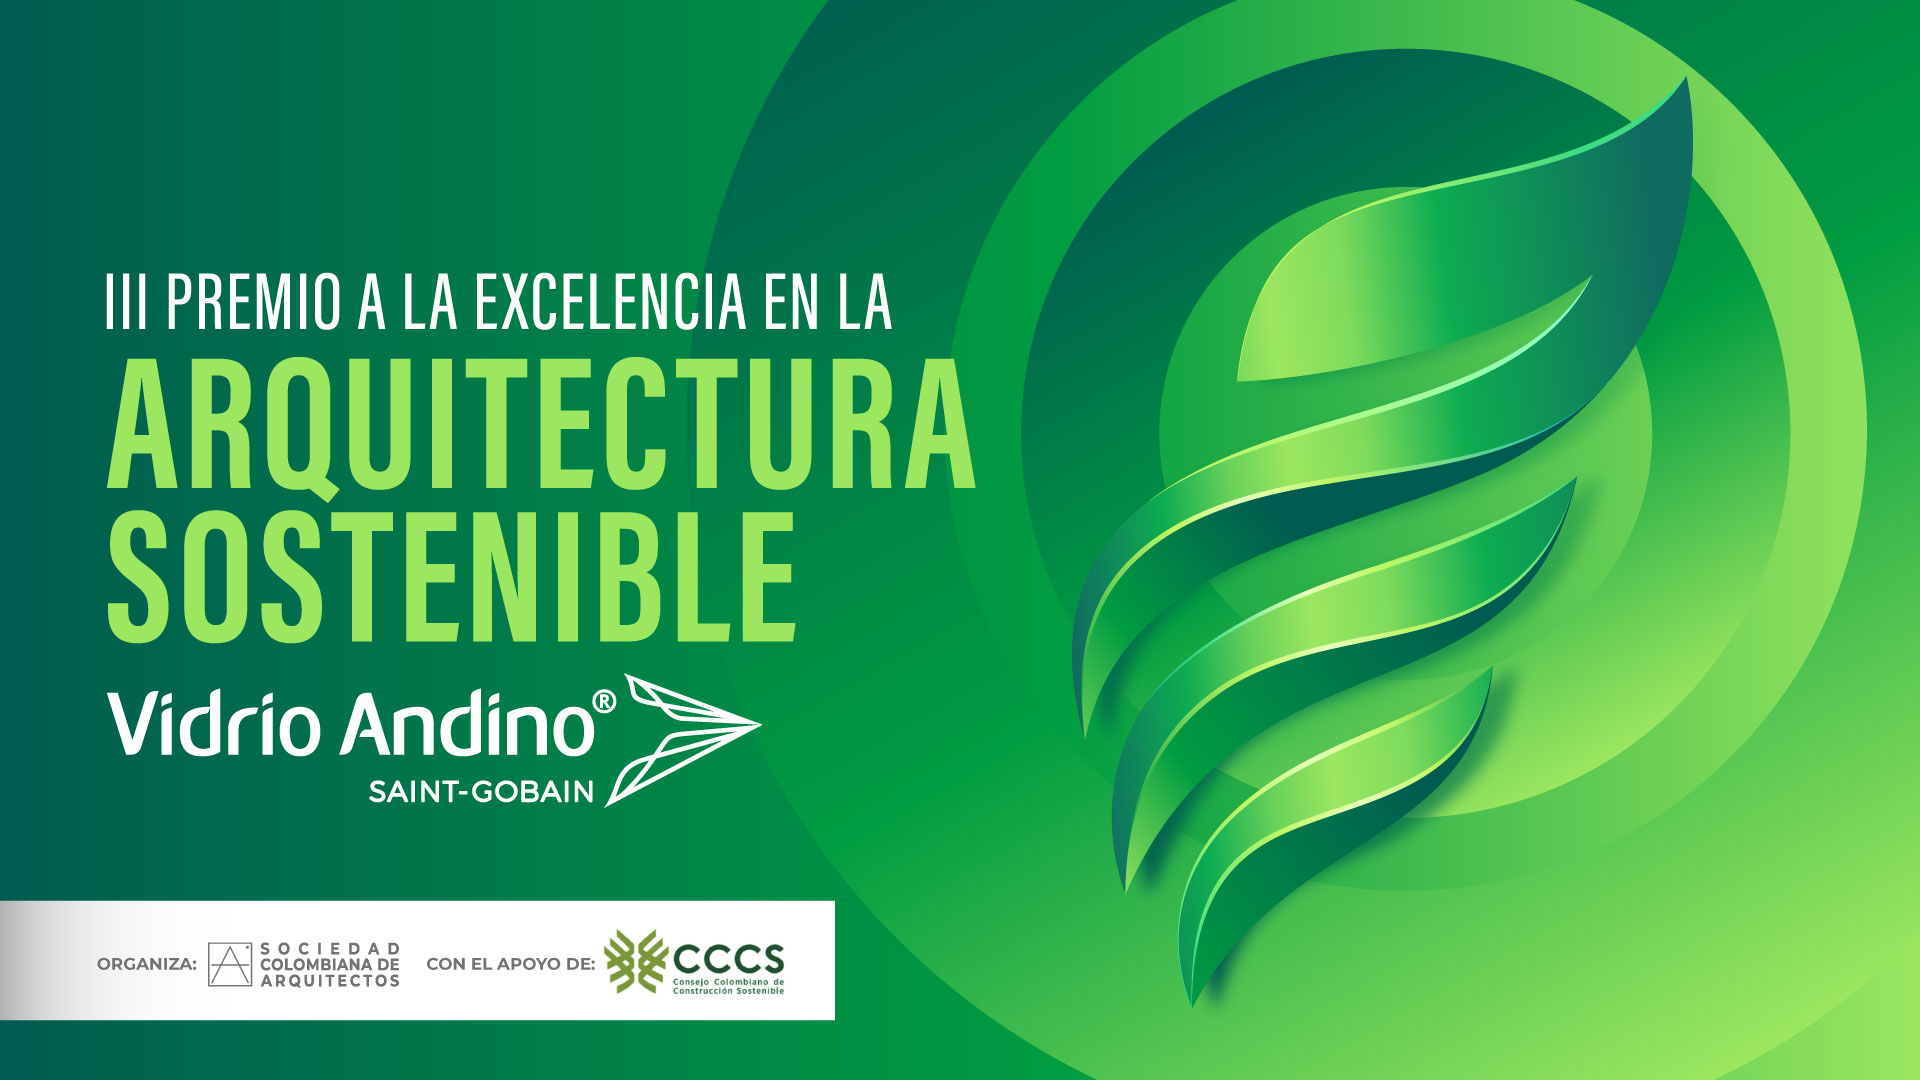 III PREMIO A LA EXCELENCIA EN LA
ARQUITECTURA
SOSTENIBLE
Vidrio Andino®
SAINT-GOBAIN
ORGANIZA:
SOCIEDAD
COLOMBIANA DE
ARQUITECTOS
CON EL APOYO DE:
CCCS
Consejo Colombiano de
Construcción Sostenible